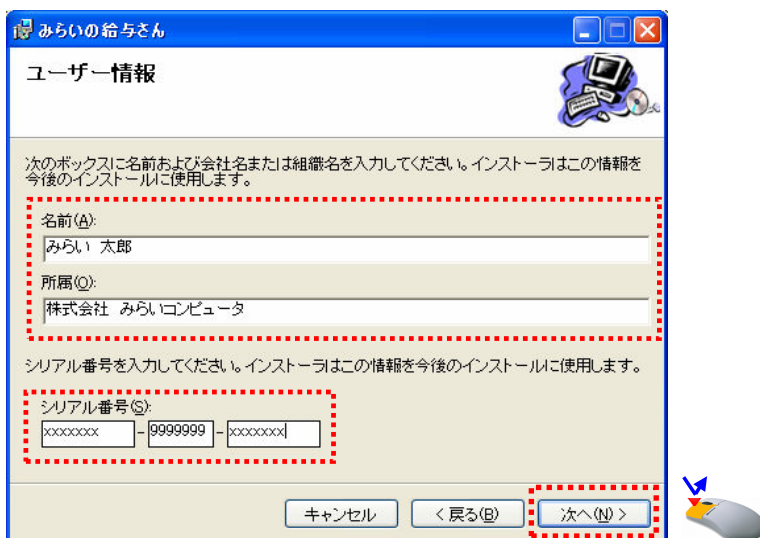 みらいの給与さん
ユーザー情報
次のボックスに名前および会社名または組織名を入力してください。インストーラはこの情報を
今後のインストールに使用します。
名前(A):
みらい 太郎
所属(O):
株式会社 みらいコンピュータ
シリアル番号を入力してください。インストーラはこの情報を今後のインストールに使用します。
シリアル番号(S):
xxxxxxx - 9999999 - xxxxxxx
キャンセル < 戻る(B) 次へ(N) >